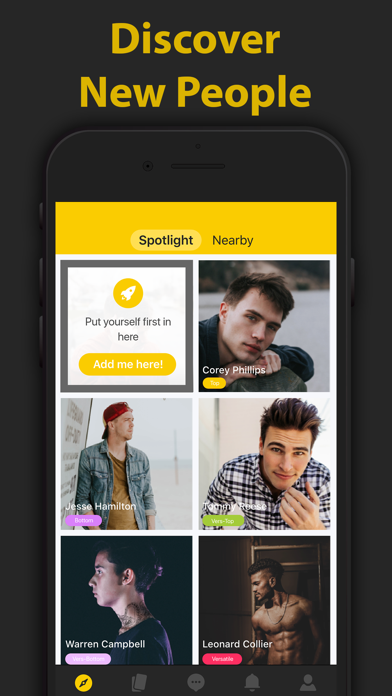 Discover
New People
Spotlight Nearby
Put yourself first in
here
Add me here!
Corey Phillips
Top
Jesse Hamilton
Bottom
Tommy Reese
Vers-Top
Warren Campbell
Vers-Bottom
Leonard Collier
Versatile